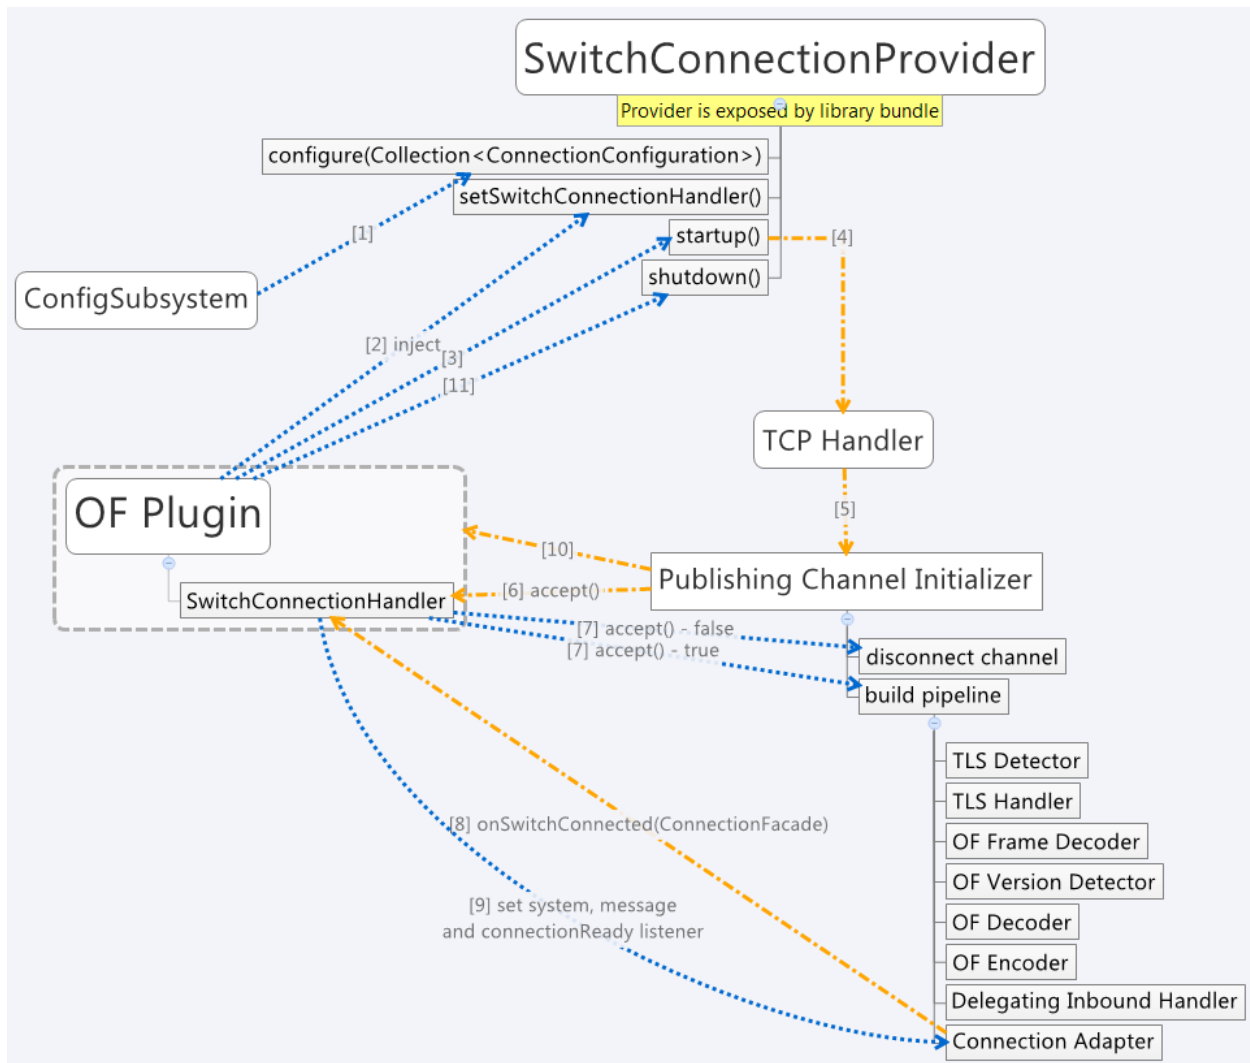 SwitchConnectionProvider
Provider is exposed by library bundle
configure(Collection<ConnectionConfiguration>)
setSwitchConnectionHandler()
[1]
startup()
[4]
shutdown()
ConfigSubsystem
[2] inject
[3]
[11]
TCP Handler
OF Plugin
[5]
[10]
Publishing Channel Initializer
[6] accept()
SwitchConnectionHandler
[7] accept() - false
[7] accept() - true
disconnect channel
build pipeline
TLS Detector
TLS Handler
[8] onSwitchConnected(ConnectionFacade)
OF Frame Decoder
OF Version Detector
[9] set system, message
and connectionReady listener
OF Decoder
OF Encoder
Delegating Inbound Handler
Connection Adapter